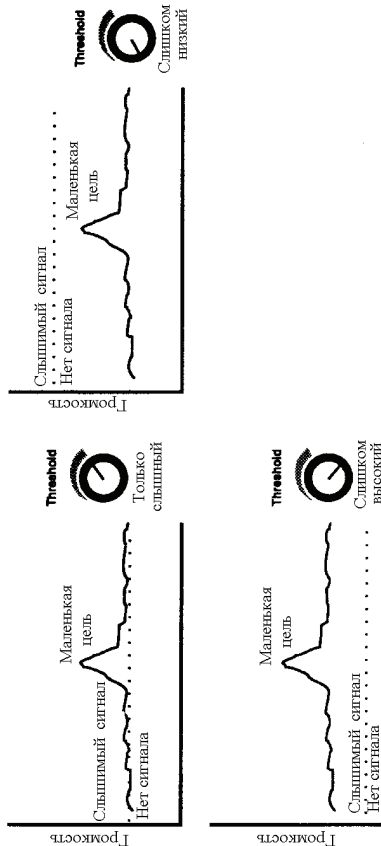 Громкость
Слышимый сигнал
Нет сигнала
Маленькая
цель
Threshold
Только
слышный
Громкость
Слышимый сигнал
Нет сигнала
Маленькая
цель
Threshold
Слишком
низкий
Громкость
Слышимый сигнал
Нет сигнала
Маленькая
цель
Threshold
Слишком
высокий